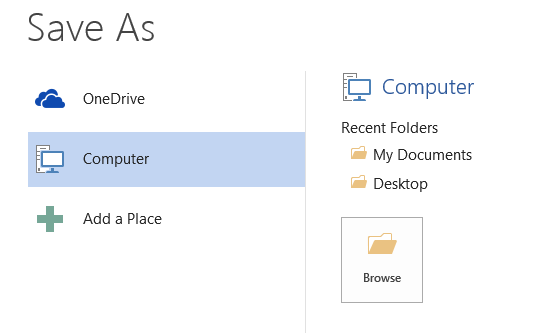 Save As
OneDrive
Computer
Add a Place
Computer
Recent Folders
My Documents
Desktop
Browse